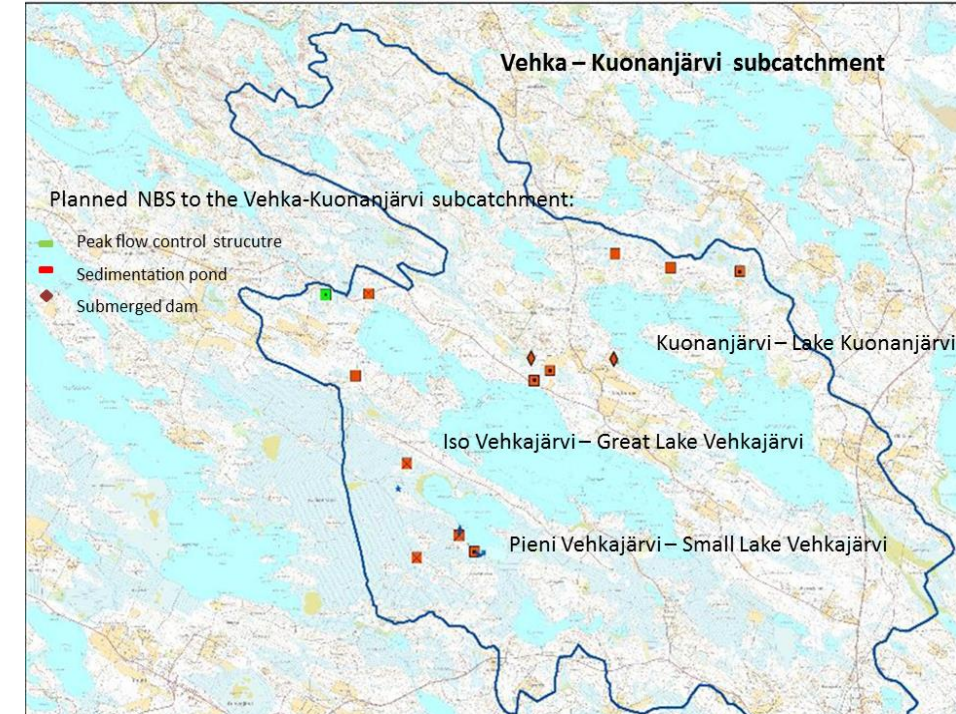 Vehka – Kuonanjärvi subcatchment
Planned NBS to the Vehka-Kuonanjärvi subcatchment:
Peak flow control strucutre
Sedimentation pond
Submerged dam
Kuonanjärvi – Lake Kuonanjärvi
Iso Vehkajärvi – Great Lake Vehkajärvi
Pieni Vehkajärvi – Small Lake Vehkajärvi